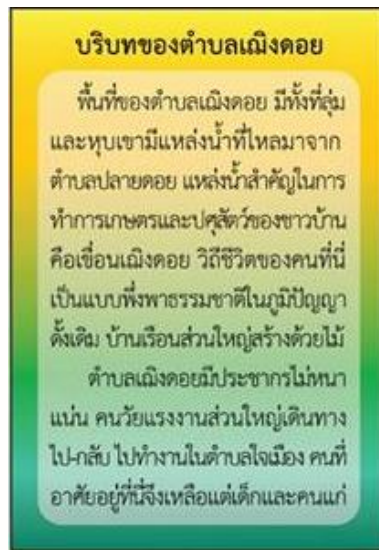 บริบทของตำบลเฌิงดอย
พื้นที่ของตำบลเฌิงดอย มีทั้งที่ลุ่ม
และหุบเขามีแหล่งน้ำที่ไหลมาจาก
ตำบลปลายดอย แหล่งน้ำสำคัญในการ
ทำการเกษตรและปศุสัตว์ของชาวบ้าน
คือเขื่อนเฌิงดอย วิถีชีวิตของคนที่นี่
เป็นแบบพึ่งพาธรรมชาติในภูมิปัญญา
ดั้งเดิม บ้านเรือนส่วนใหญ่สร้างด้วยไม้
ตำบลเฌิงดอยมีประชากรไม่หนา
แน่น คนวัยแรงงานส่วนใหญ่เดินทาง
ไป-กลับ ไปทำงานในตำบลใจเมือง คนที่
อาศัยอยู่ที่นี่จึงเหลือแต่เด็กและคนแก่